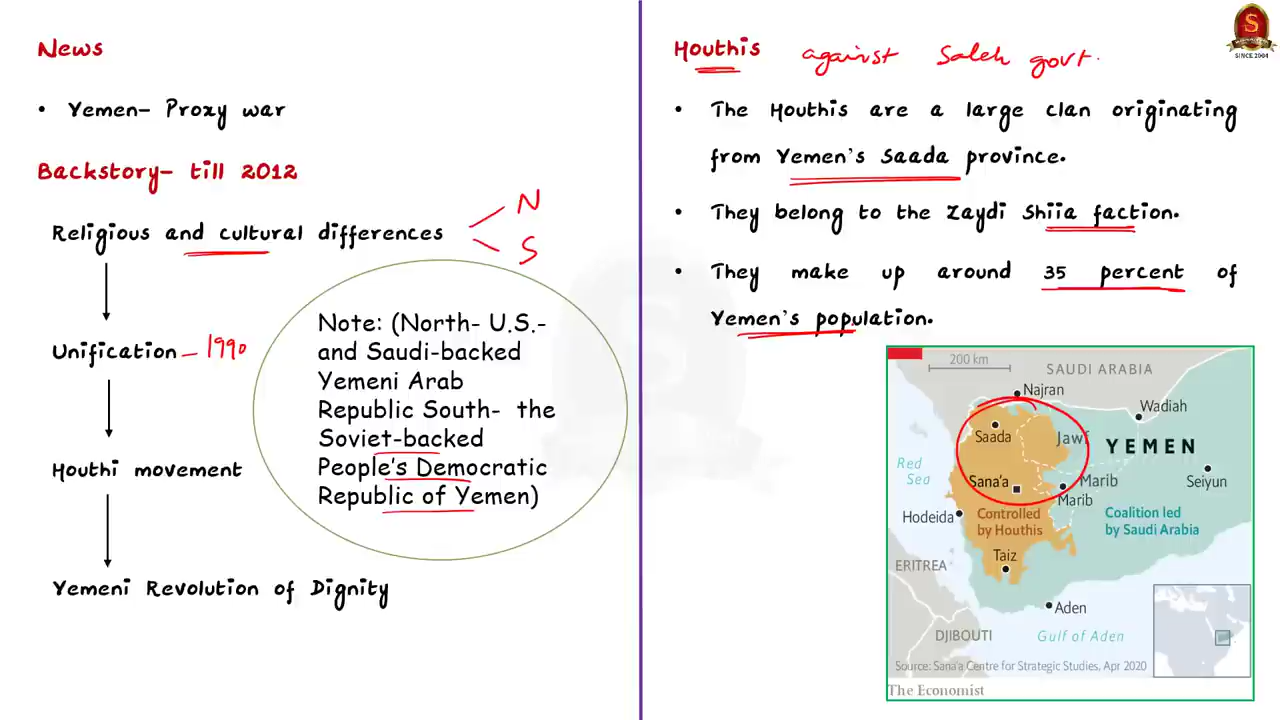 News
• Yemen- Proxy war
Backstory- till 2012
Religious and cultural differences
N
S
Unification - 1990
Houthi movement
Yemeni Revolution of Dignity
Note: (North- U.S.-
and Saudi-backed
Yemeni Arab
Republic South- the
Soviet-backed
People's Democratic
Republic of Yemen)
Houthis against Saleh govt.
• The Houthis are a large clan originating
from Yemen's Saada province.
• They belong to the Zaydi Shiia faction.
• They make up around 35 percent of
Yemen's population.
200 km
SAUDI ARABIA
Najran
Wadiah
Saada
Jawf
YEMEN
Red
Sea
Sana'a
Marib
Marib
Seiyun
Hodeida
Controlled
by Houthis
Coalition led
by Saudi Arabia
Taiz
ERITREA
Aden
DJIBOUTI
Gulf of Aden
Source: Sana'a Centre for Strategic Studies, Apr 2020
The Economist
SINCE 2004